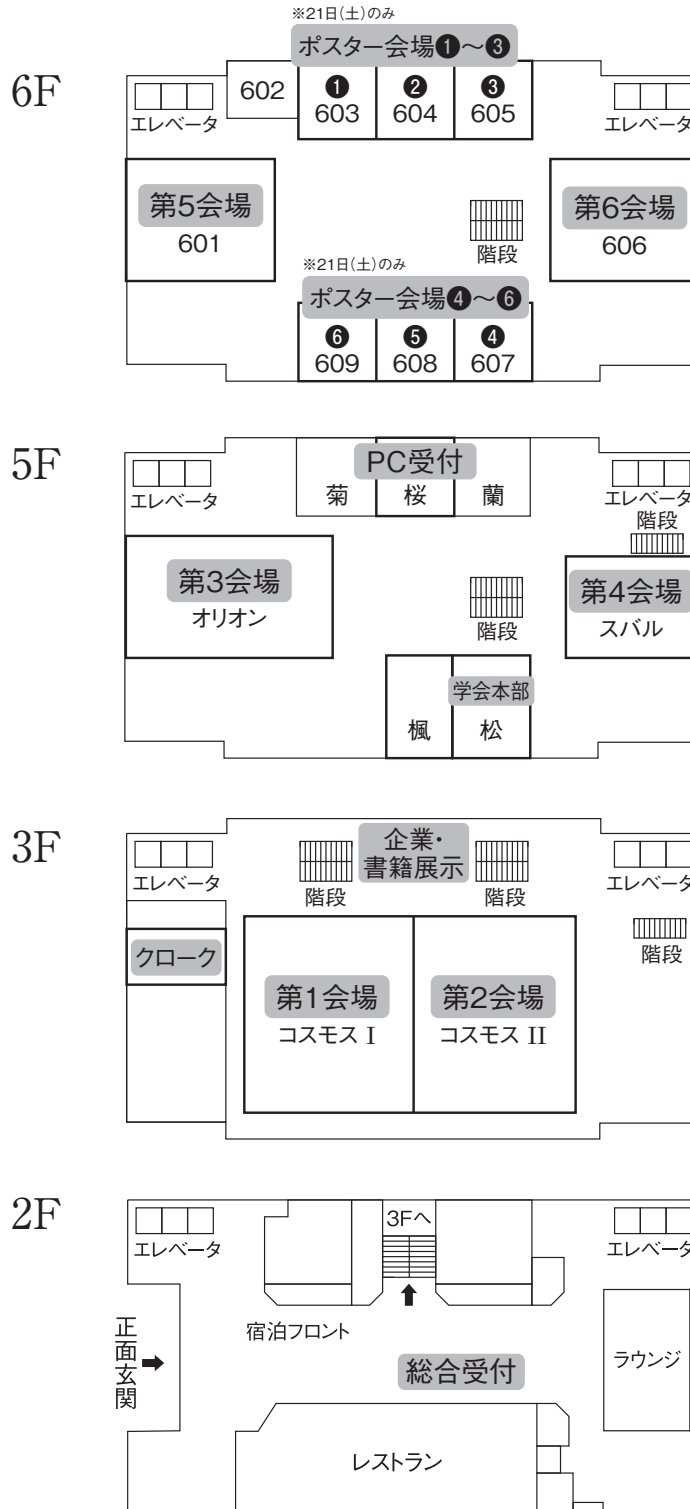 6F
※21日(土)のみ
ポスター会場❶~❸
エレベータ
602
❶
603
❷
604
❸
605
エレベータ
第5会場
601
階段
第6会場
606
※21日(土)のみ
ポスター会場❹~❻
❻
609
❺
608
❹
607
5F
エレベータ
PC受付
菊
桜
蘭
エレベータ
階段
第3会場
オリオン
階段
第4会場
スバル
学会本部
楓
松
3F
エレベータ
階段
企業・
書籍展示
階段
エレベータ
階段
クローク
第1会場
コスモス I
第2会場
コスモス II
2F
エレベータ
3Fへ
エレベータ
宿泊フロント
正面玄関
総合受付
ラウンジ
レストラン